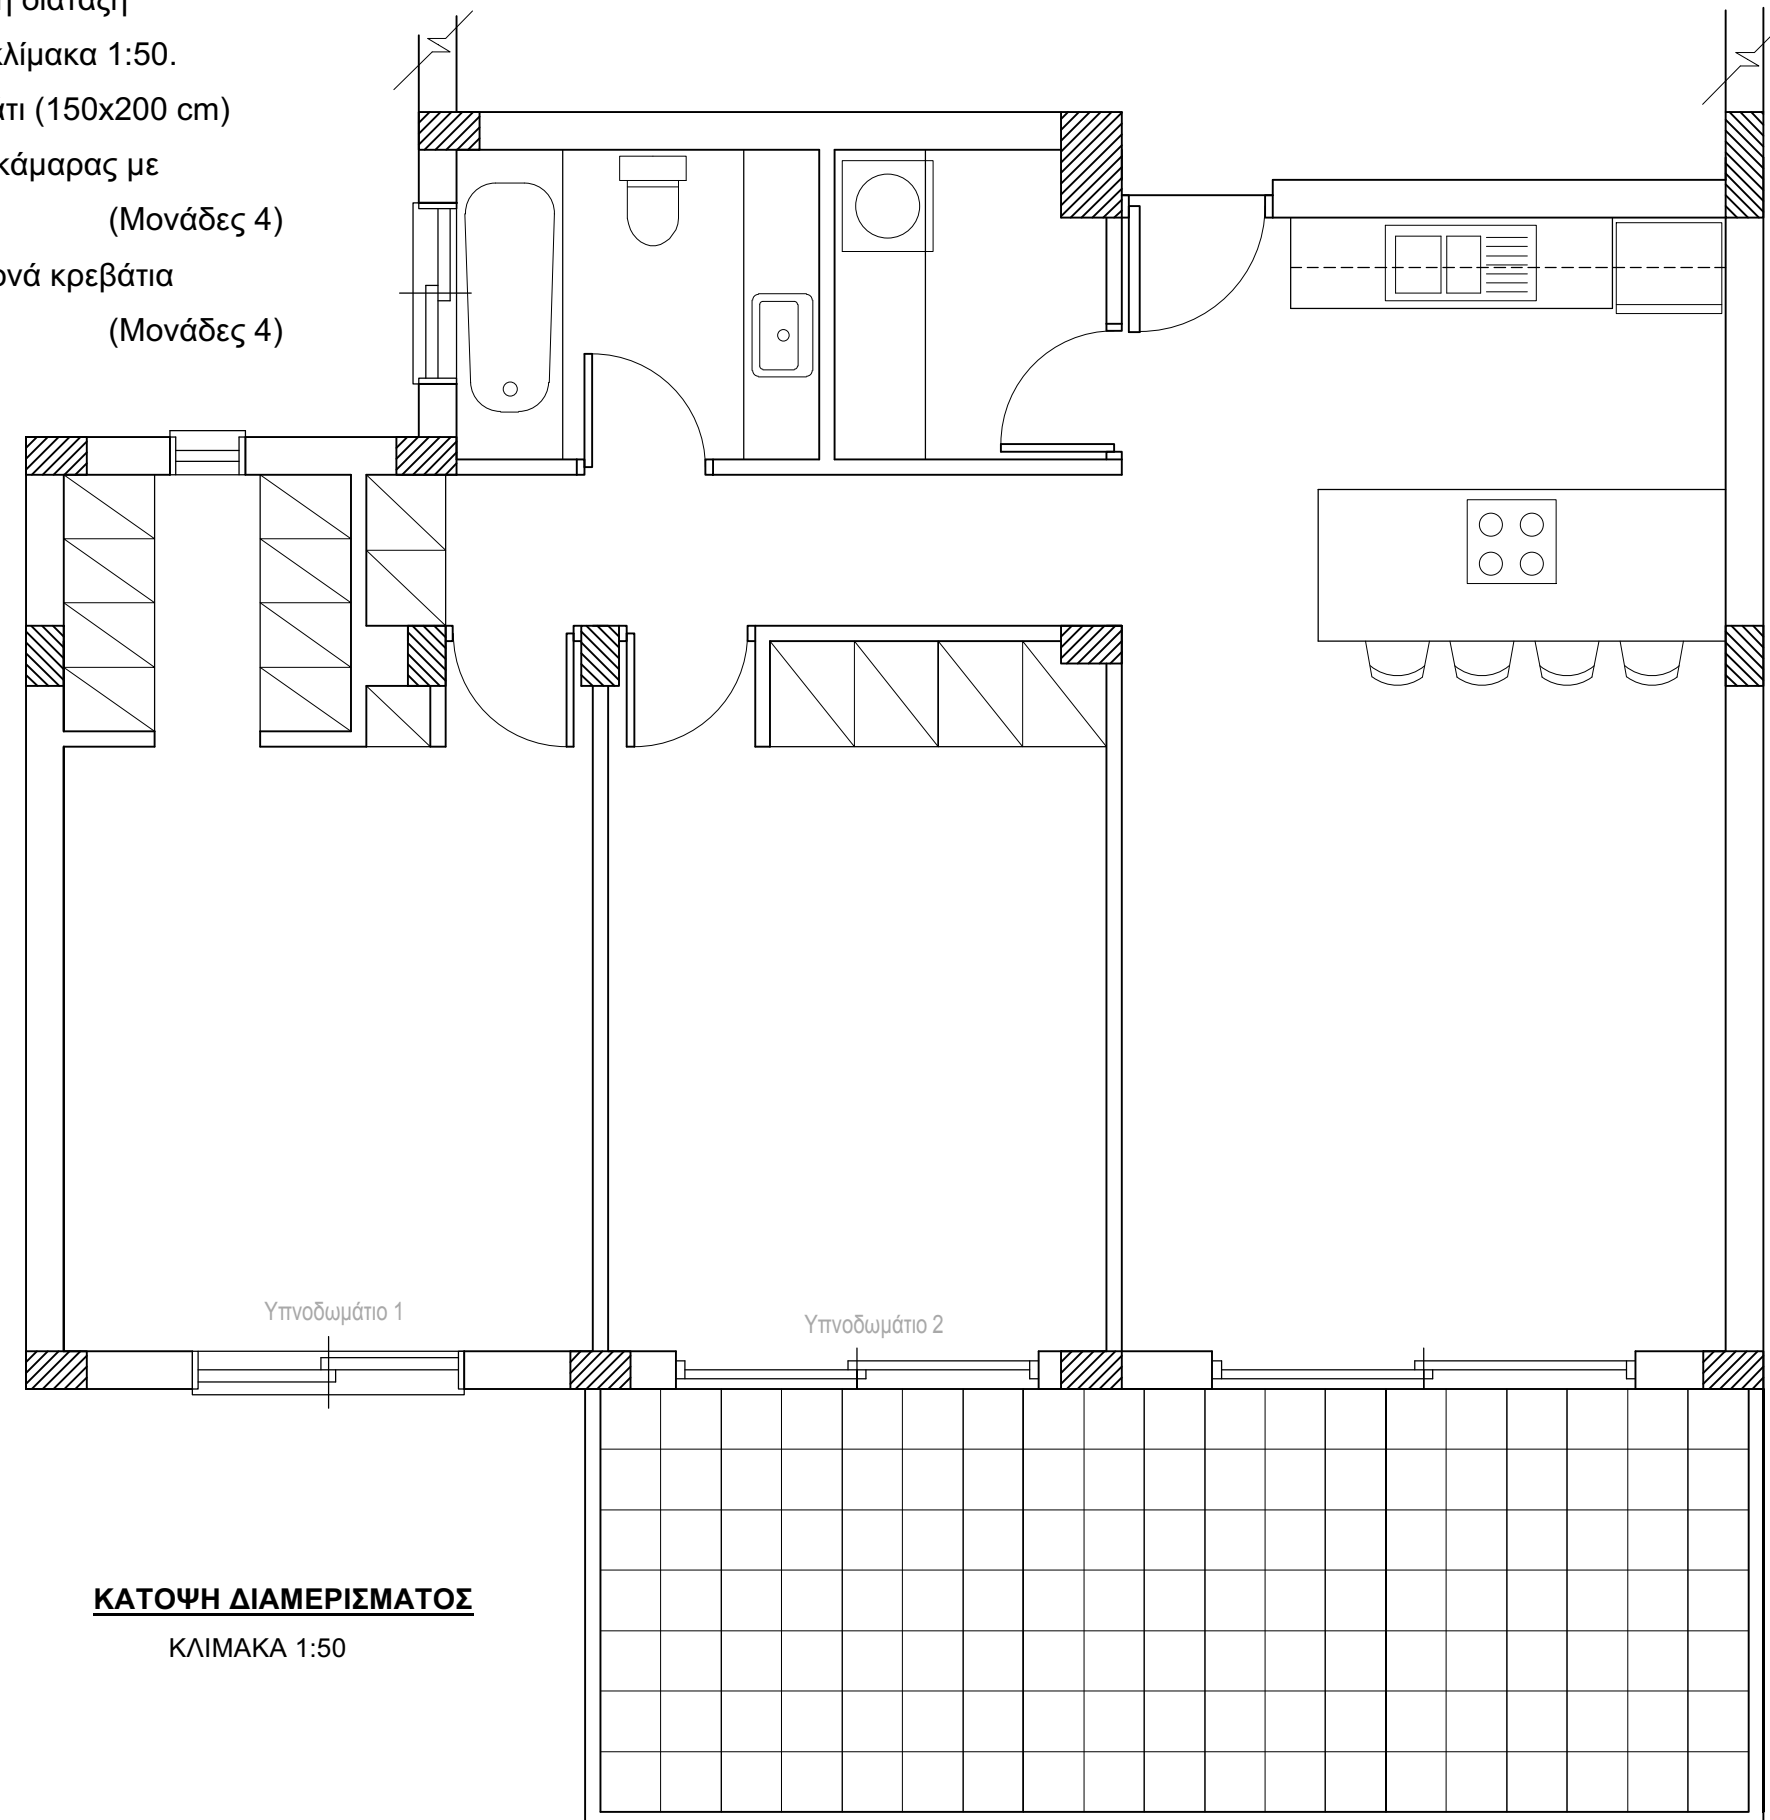 η διάταξη
κλίμακα 1:50.
άτι (150x200 cm)
κάμαρας με
(Μονάδες 4)
ονά κρεβάτια
(Μονάδες 4)
Υπνοδωμάτιο 1
Υπνοδωμάτιο 2
ΚΑΤΟΨΗ ΔΙΑΜΕΡΙΣΜΑΤΟΣ
ΚΛΙΜΑΚΑ 1:50